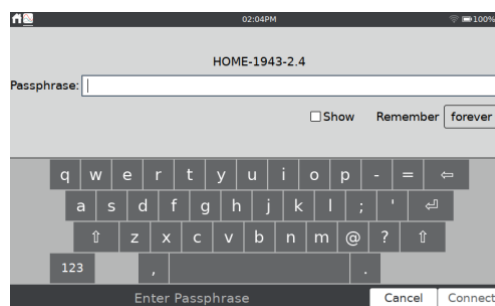 02:04PM 100%
HOME-1943-2.4
Passphrase:
Show Remember forever
q w e r t y u i o p - = ⇦
a s d f g h j k l ; ' ⏎
⇧ z x c v b n m @ ? ⇧
123 , .
Enter Passphrase Cancel Connect